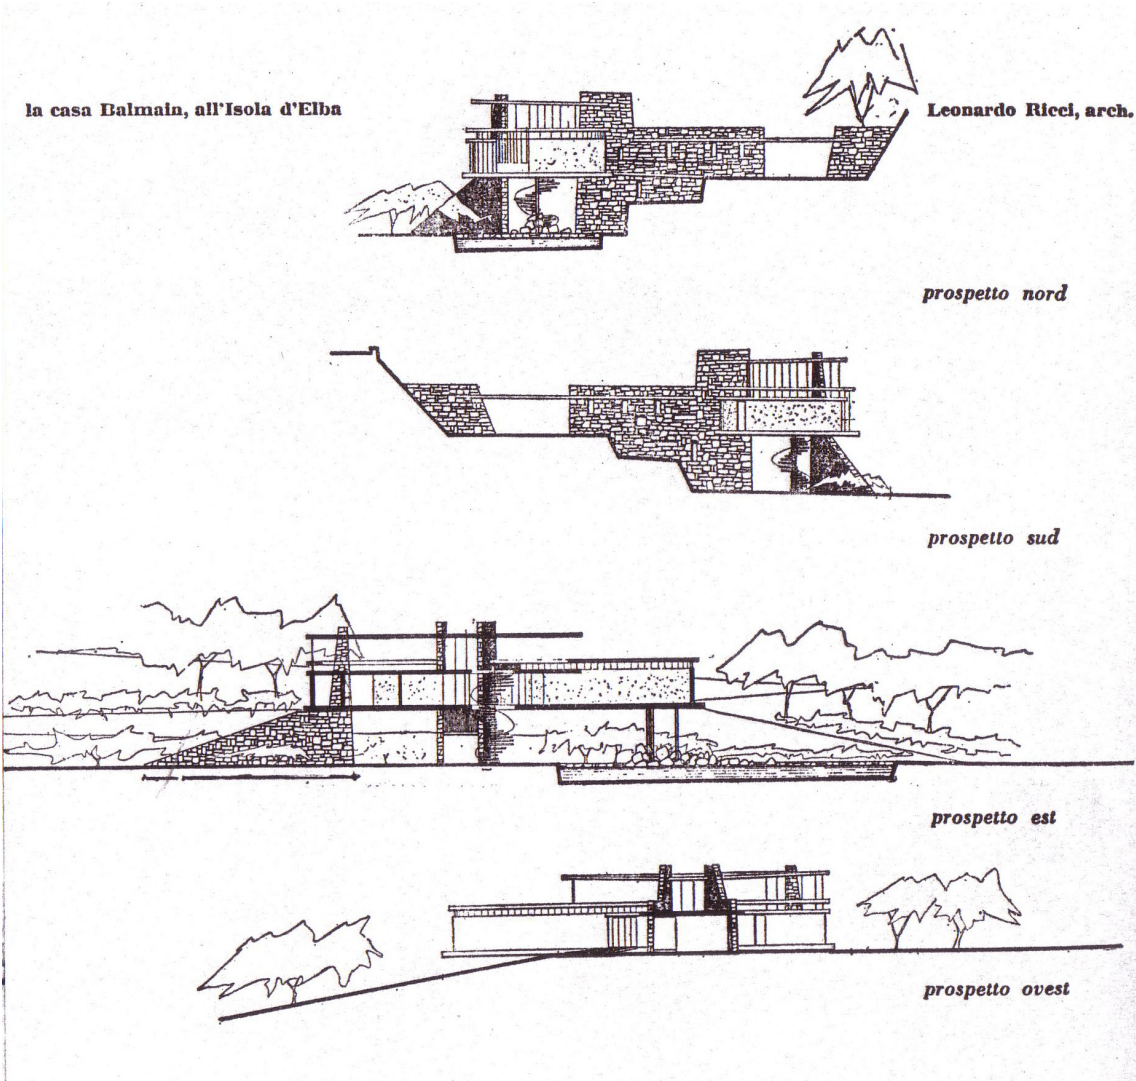 la casa Balmain, all'Isola d'Elba
Leonardo Ricci, arch.
prospetto nord
prospetto sud
prospetto est
prospetto ovest